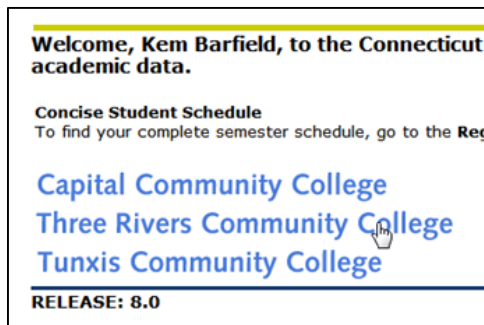 Welcome, Kem Barfield, to the Connecticut
academic data.
Concise Student Schedule
To find your complete semester schedule, go to the
Capital Community College
Three Rivers Community College
Tunxis Community College
RELEASE: 8.0